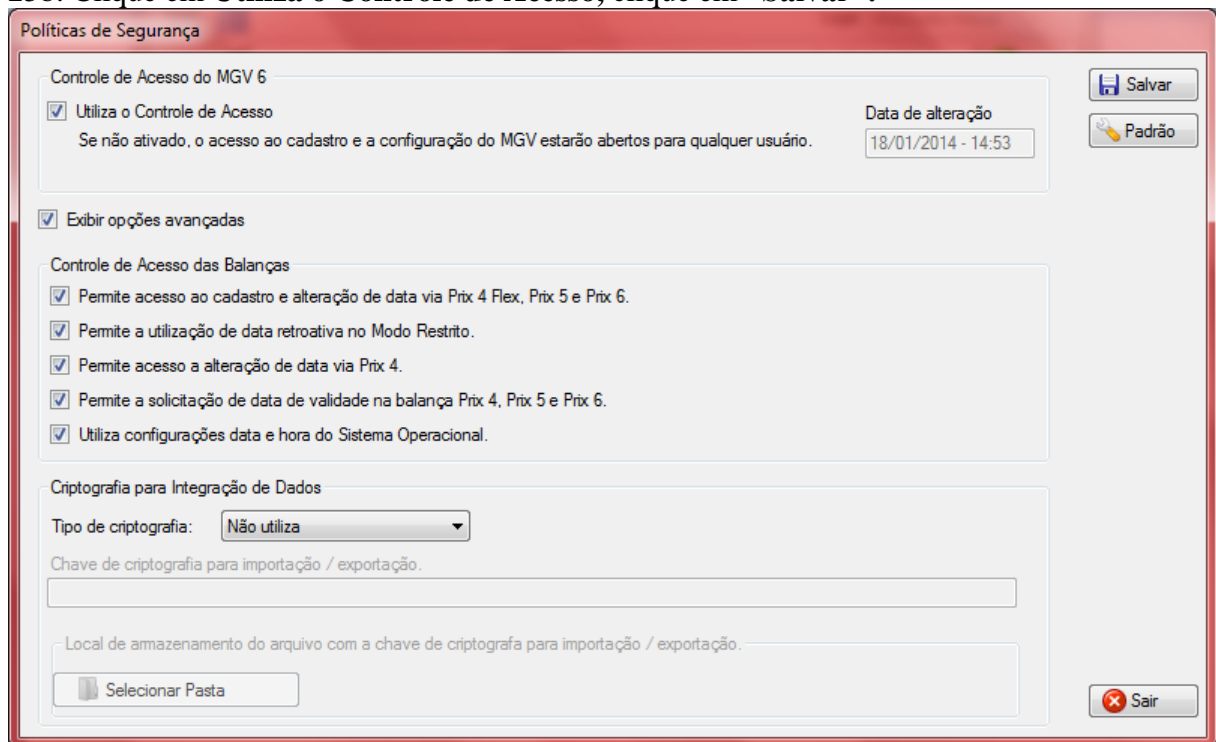 Políticas de Segurança
Controle de Acesso do MGV 6
Utiliza o Controle de Acesso
Se não ativado, o acesso ao cadastro e a configuração do MGV estarão abertos para qualquer usuário.
Data de alteração
18/01/2014 - 14:53
Salvar
Padrão
Exibir opções avançadas
Controle de Acesso das Balanças
Permite acesso ao cadastro e alteração de data via Prix 4 Flex, Prix 5 e Prix 6.
Permite a utilização de data retroativa no Modo Restrito.
Permite acesso a alteração de data via Prix 4.
Permite a solicitação de data de validade na balança Prix 4, Prix 5 e Prix 6.
Utiliza configurações data e hora do Sistema Operacional.
Criptografia para Integração de Dados
Tipo de criptografia: Não utiliza
Chave de criptografia para importação / exportação.
Local de armazenamento do arquivo com a chave de criptografa para importação / exportação.
Selecionar Pasta
Sair